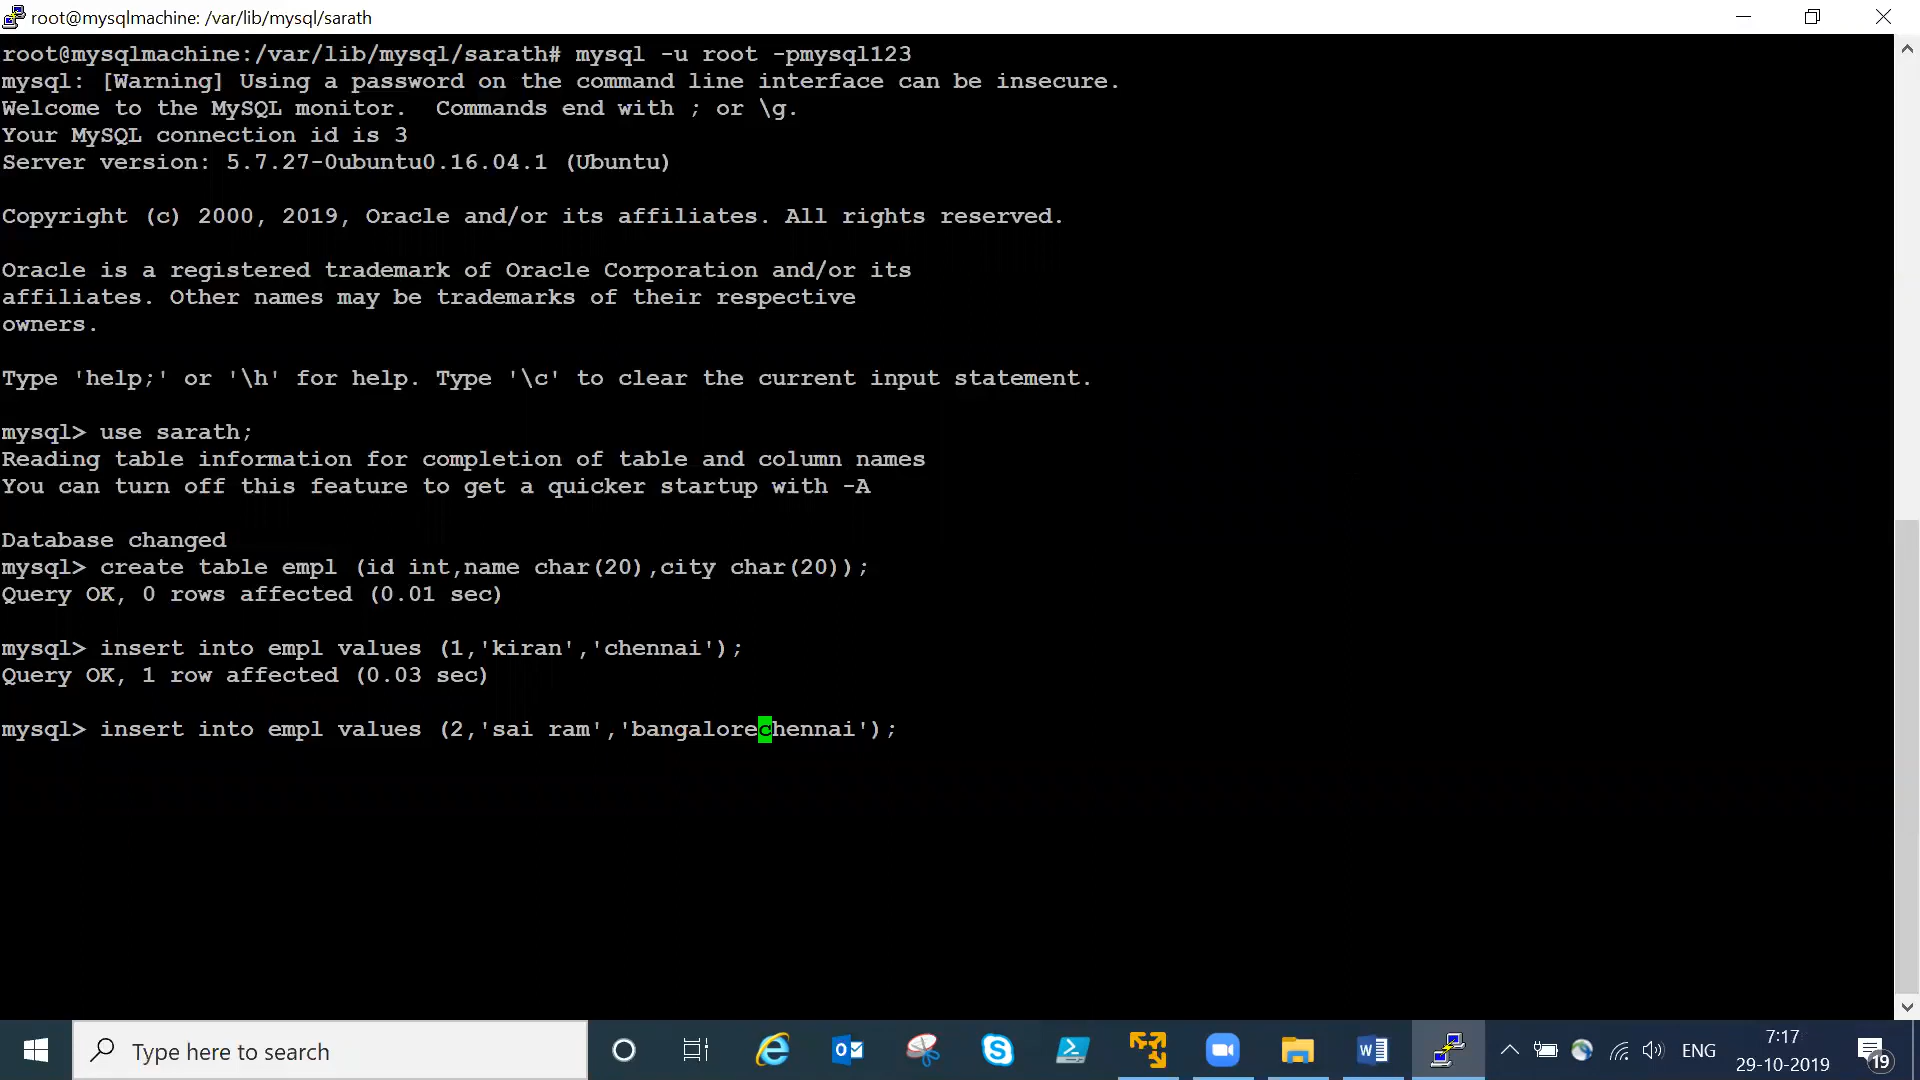 root@mysqlmachine: /var/lib/mysql/sarath
root@mysqlmachine:/var/lib/mysql/sarath# mysql -u root -pmysql123
mysql: [Warning] Using a password on the command line interface can be insecure.
Welcome to the MySQL monitor.  Commands end with ; or \g.
Your MySQL connection id is 3
Server version: 5.7.27-0ubuntu0.16.04.1 (Ubuntu)
Copyright (c) 2000, 2019, Oracle and/or its affiliates. All rights reserved.
Oracle is a registered trademark of Oracle Corporation and/or its
affiliates. Other names may be trademarks of their respective
owners.
Type 'help;' or '\h' for help. Type '\c' to clear the current input statement.
mysql> use sarath;
Reading table information for completion of table and column names
You can turn off this feature to get a quicker startup with -A
Database changed
mysql> create table empl (id int,name char(20),city char(20));
Query OK, 0 rows affected (0.01 sec)
mysql> insert into empl values (1,'kiran','chennai');
Query OK, 1 row affected (0.03 sec)
mysql> insert into empl values (2,'sai ram','bangalorechennai');
Type here to search
ENG
7:17
29-10-2019
19